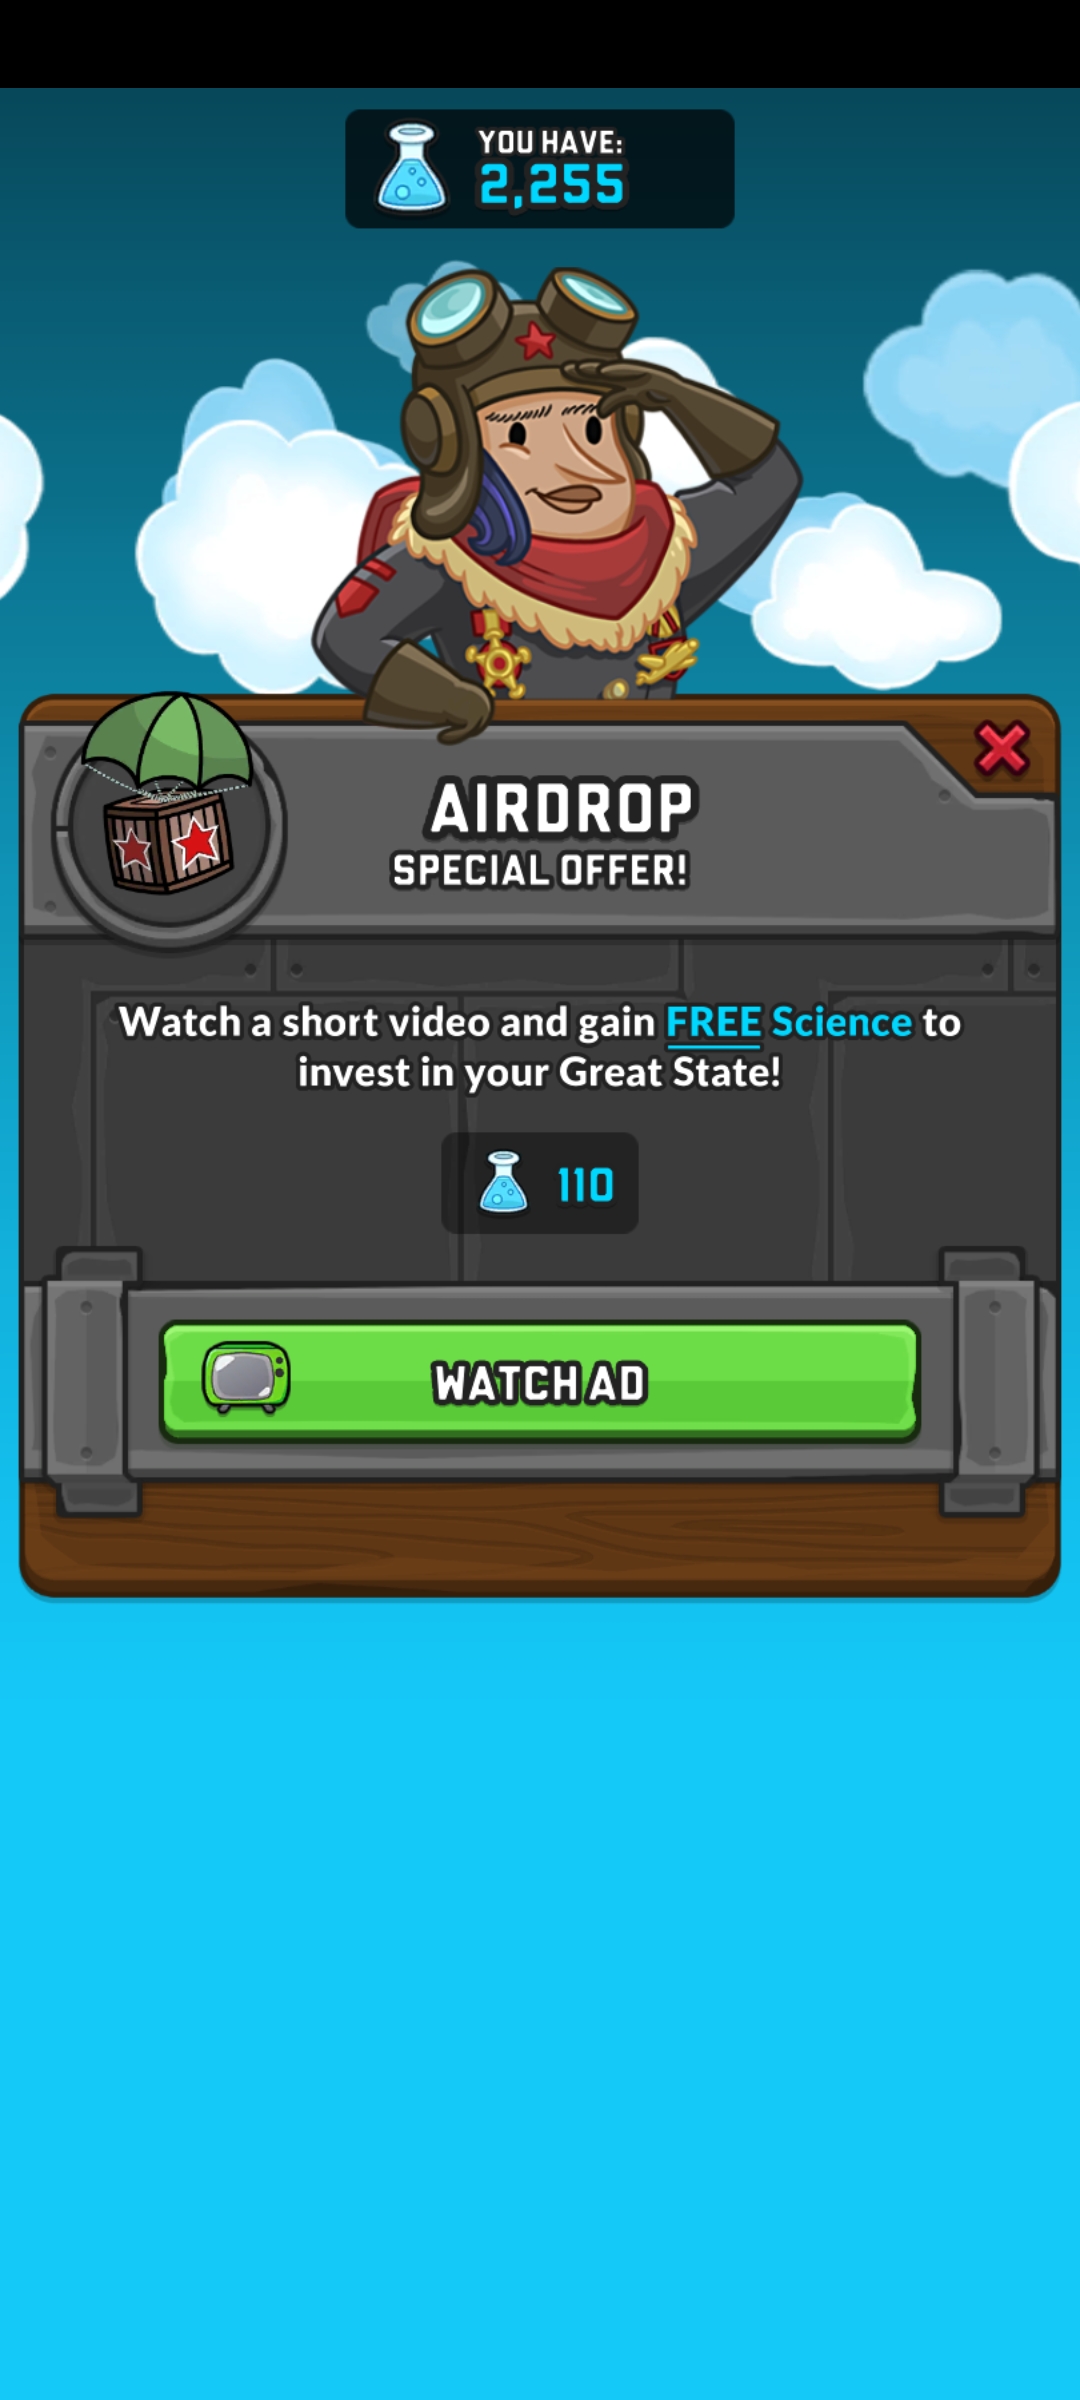 YOU HAVE:
2,255
AIRDROP
SPECIAL OFFER!
Watch a short video and gain FREE Science to
invest in your Great State!
110
WATCH AD